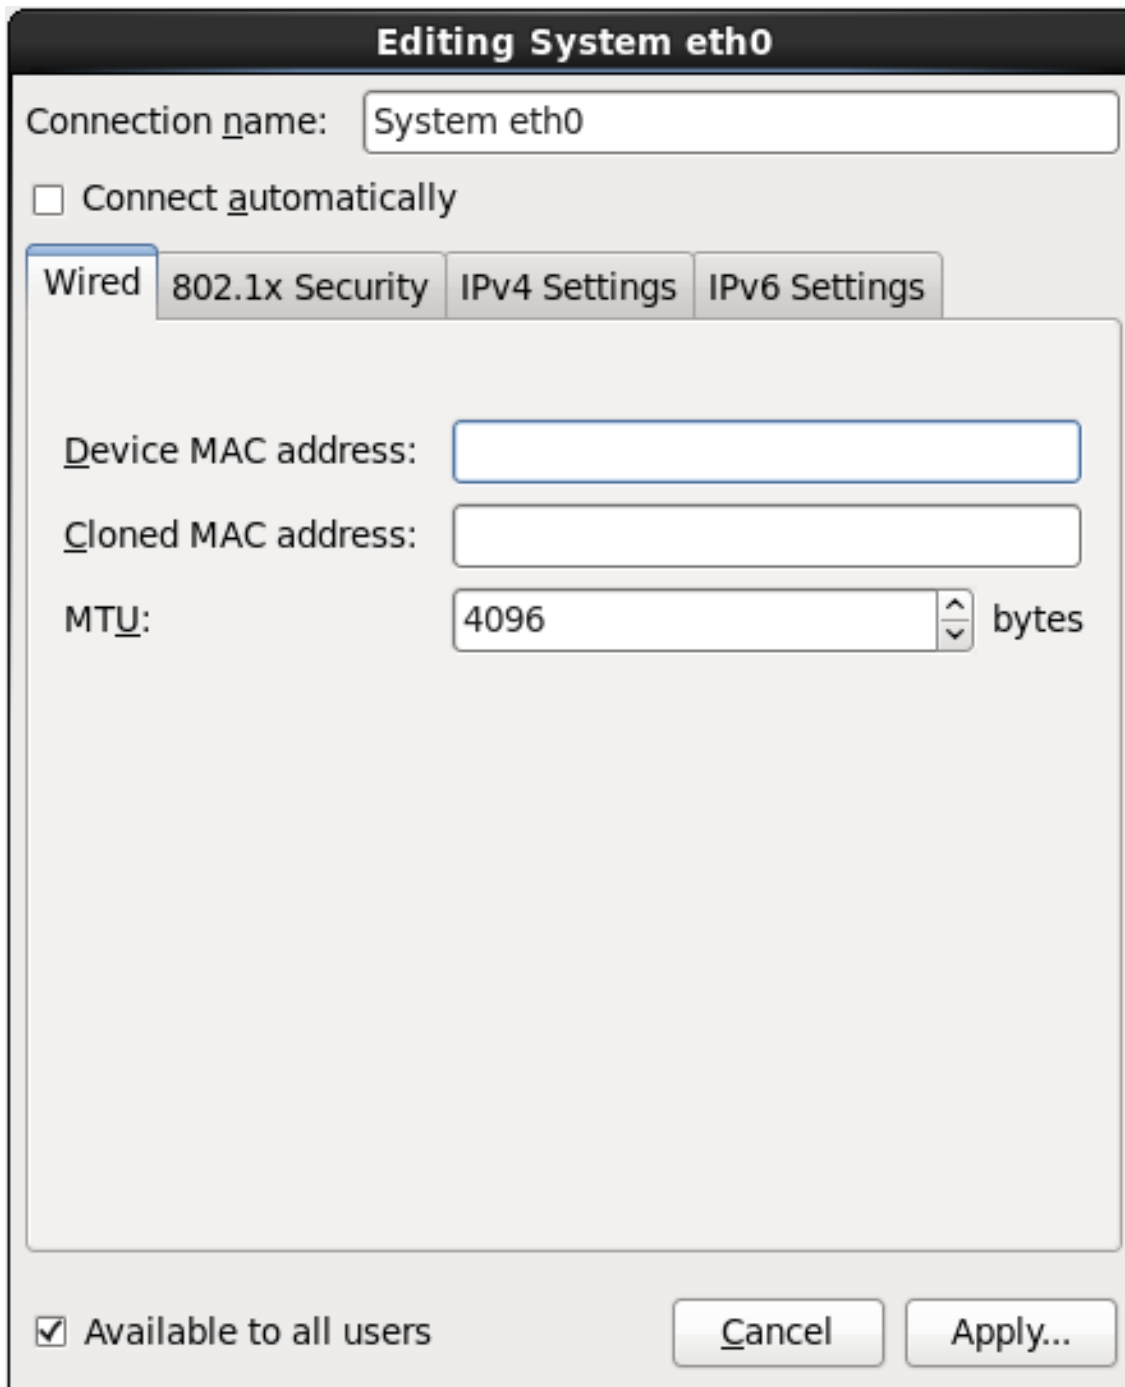 Editing System eth0
Connection name: System eth0
Connect automatically
Wired 802.1x Security IPv4 Settings IPv6 Settings
Device MAC address:
Cloned MAC address:
MTU: 4096 bytes
Available to all users Cancel Apply...